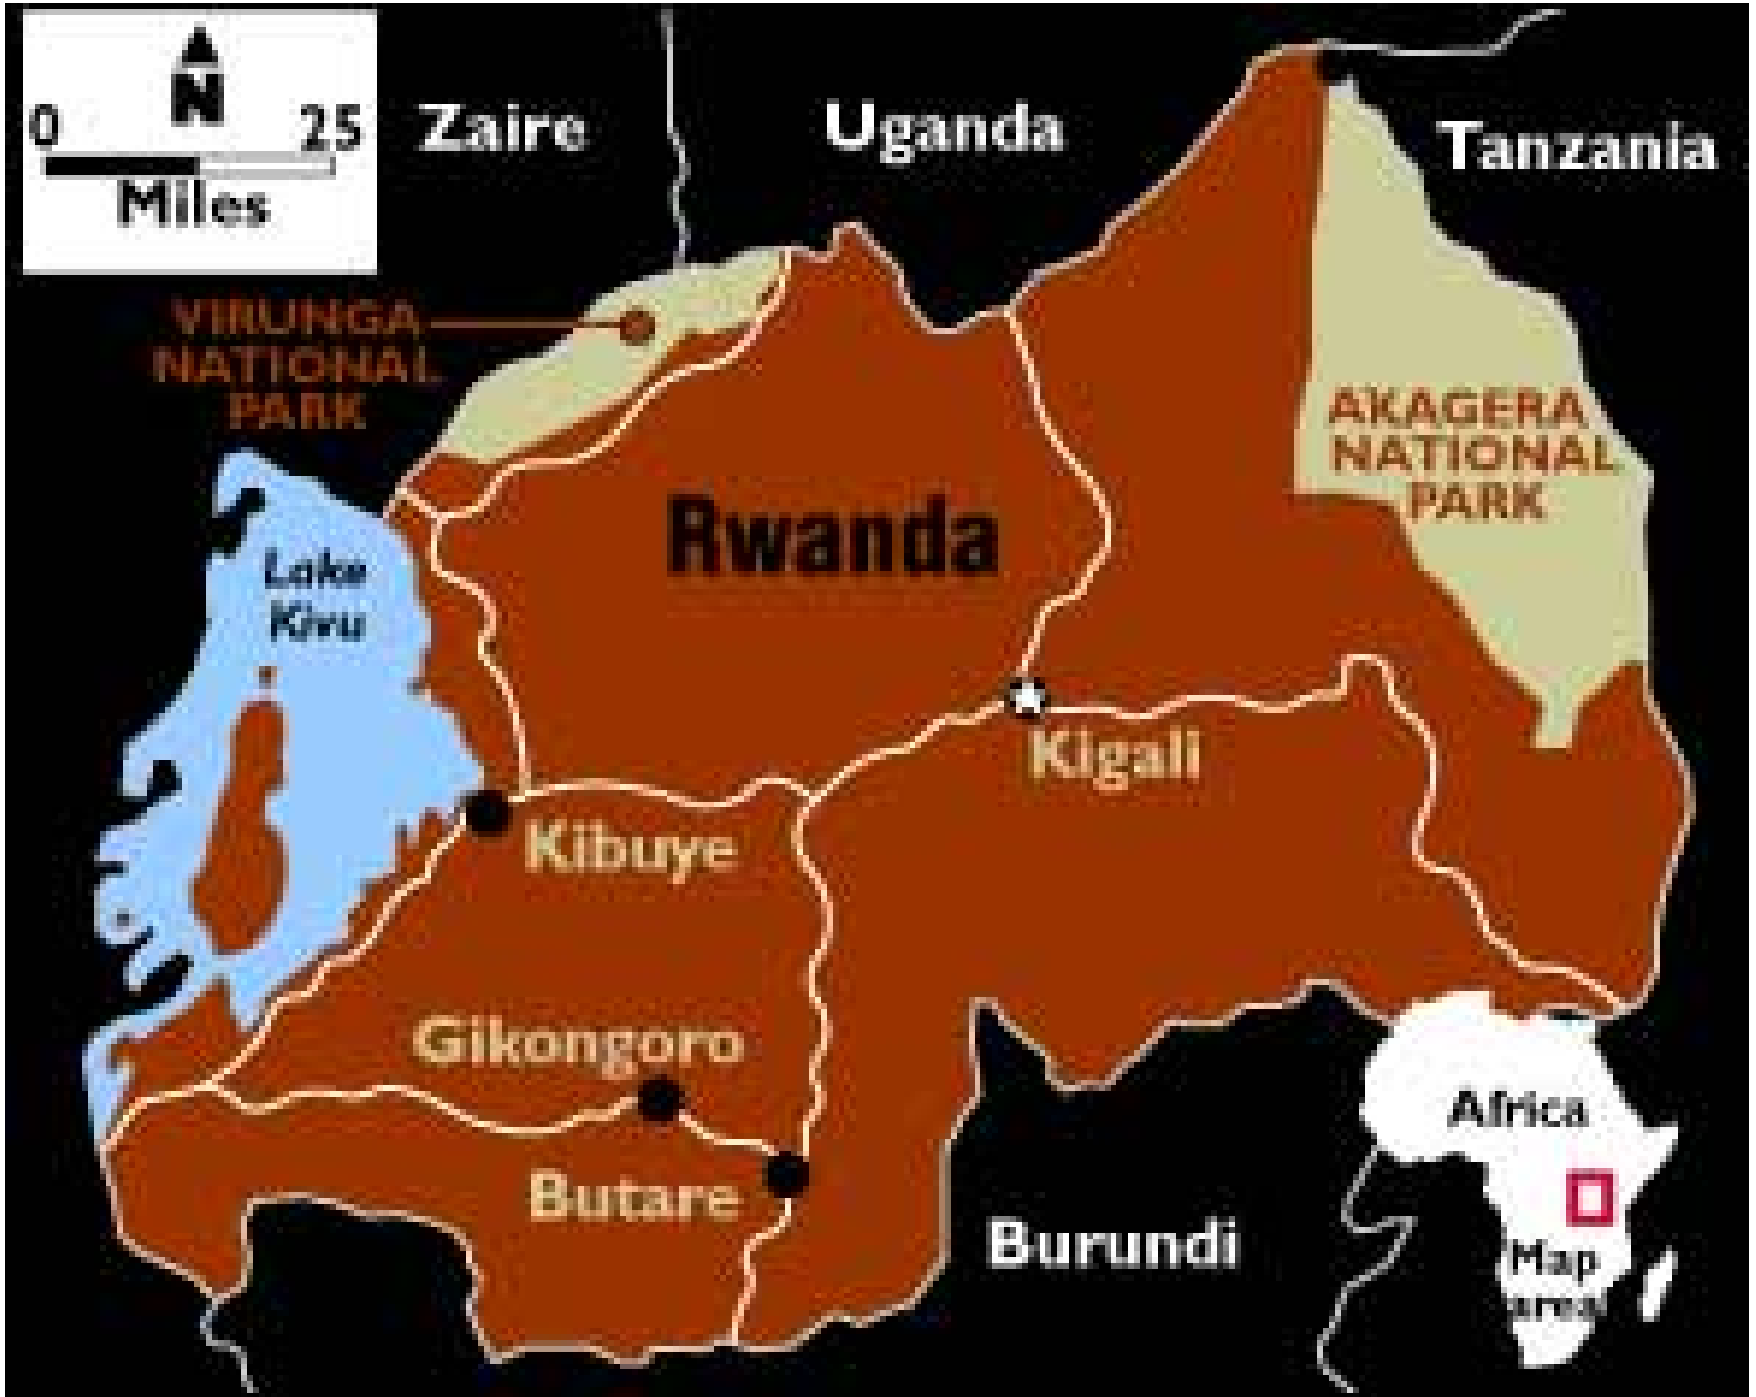 N
0 25
Miles
Zaire
Uganda
Tanzania
VIRUNGA
NATIONAL
PARK
AKAGERA
NATIONAL
PARK
Rwanda
Lake
Kivu
Kigali
Kibuye
Gikongoro
Butare
Burundi
Africa
Map
area